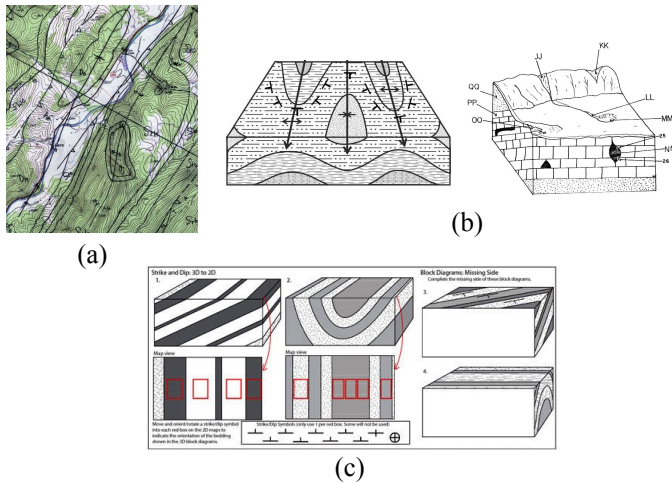 JJ
KK
QQ
PP
OO
LL
MM
25
26
(a)
(b)
Strike and Dip: 3D to 2D
1.
2.
Map view
Map view
Move and orient/rotate a strike/dip symbol
into each red box on the 2D maps to
indicate the orientation of the bedding
shown in the 3D block diagrams.
Strike/Dip Symbols (only use 1 per red box. Some will not be used)
Block Diagrams: Missing Side
Complete the missing side of these block diagrams.
3.
4.
(c)